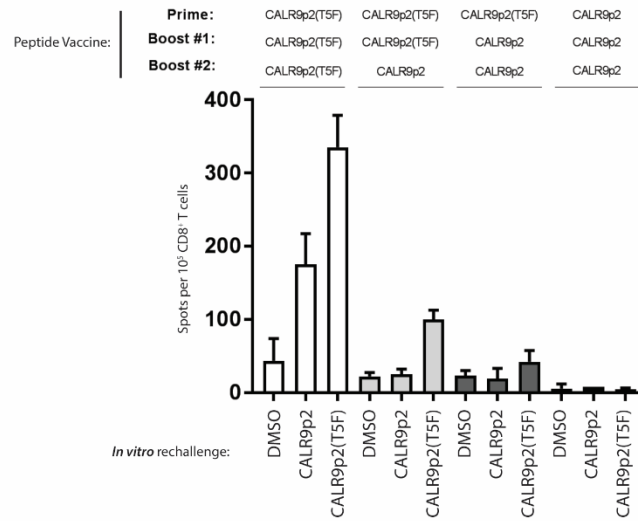 Peptide Vaccine:
Prime: CALR9p2(T5F) CALR9p2(T5F) CALR9p2(T5F) CALR9p2
Boost #1: CALR9p2(T5F) CALR9p2(T5F) CALR9p2 CALR9p2
Boost #2: CALR9p2(T5F) CALR9p2 CALR9p2 CALR9p2
Spots per 10⁵ CD8⁺ T cells
400
300
200
100
0
In vitro rechallenge:
DMSO
CALR9p2
CALR9p2(T5F)
DMSO
CALR9p2
CALR9p2(T5F)
DMSO
CALR9p2
CALR9p2(T5F)
DMSO
CALR9p2
CALR9p2(T5F)